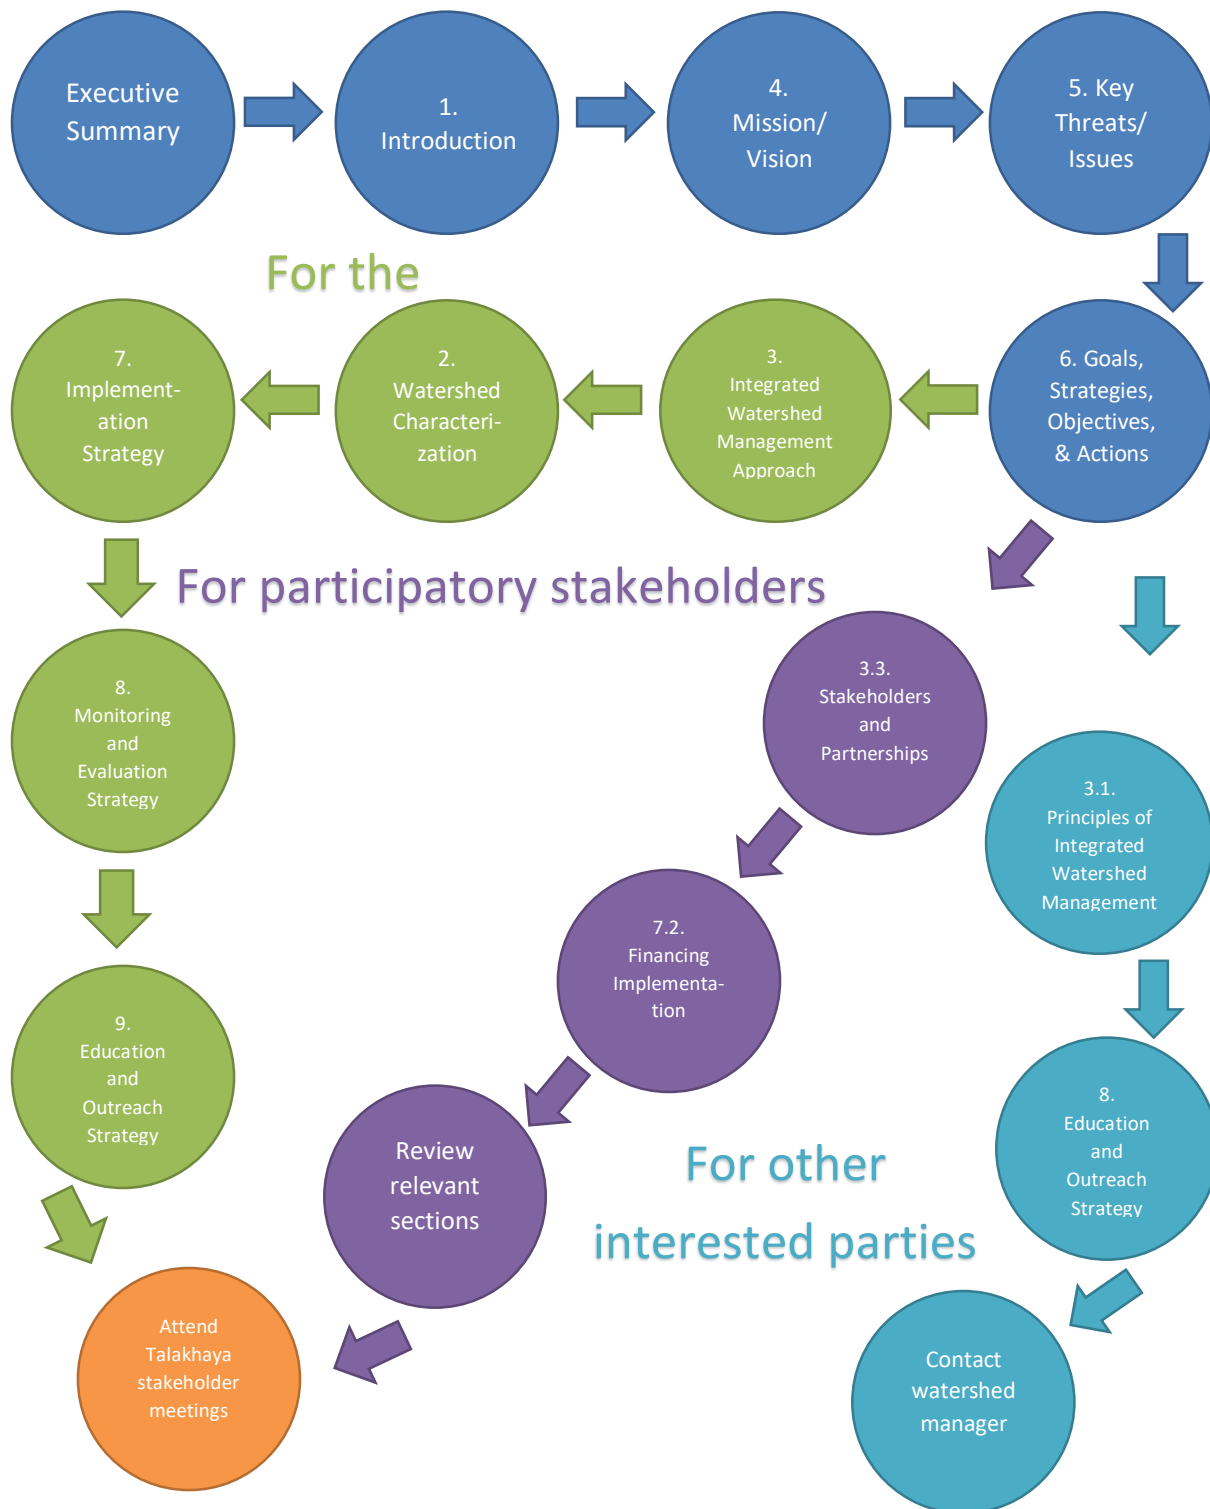 Executive
Summary
1.
Introduction
4.
Mission/
Vision
5. Key
Threats/
Issues
For the
7.
Implement-
ation
Strategy
2.
Watershed
Characteri-
zation
3.
Integrated
Watershed
Management
Approach
6. Goals,
Strategies,
Objectives,
& Actions
For participatory stakeholders
8.
Monitoring
and
Evaluation
Strategy
3.3.
Stakeholders
and
Partnerships
3.1.
Principles of
Integrated
Watershed
Management
7.2.
Financing
Implementa-
tion
9.
Education
and
Outreach
Strategy
Review
relevant
sections
For other
interested parties
8.
Education
and
Outreach
Strategy
Attend
Talakhaya
stakeholder
meetings
Contact
watershed
manager